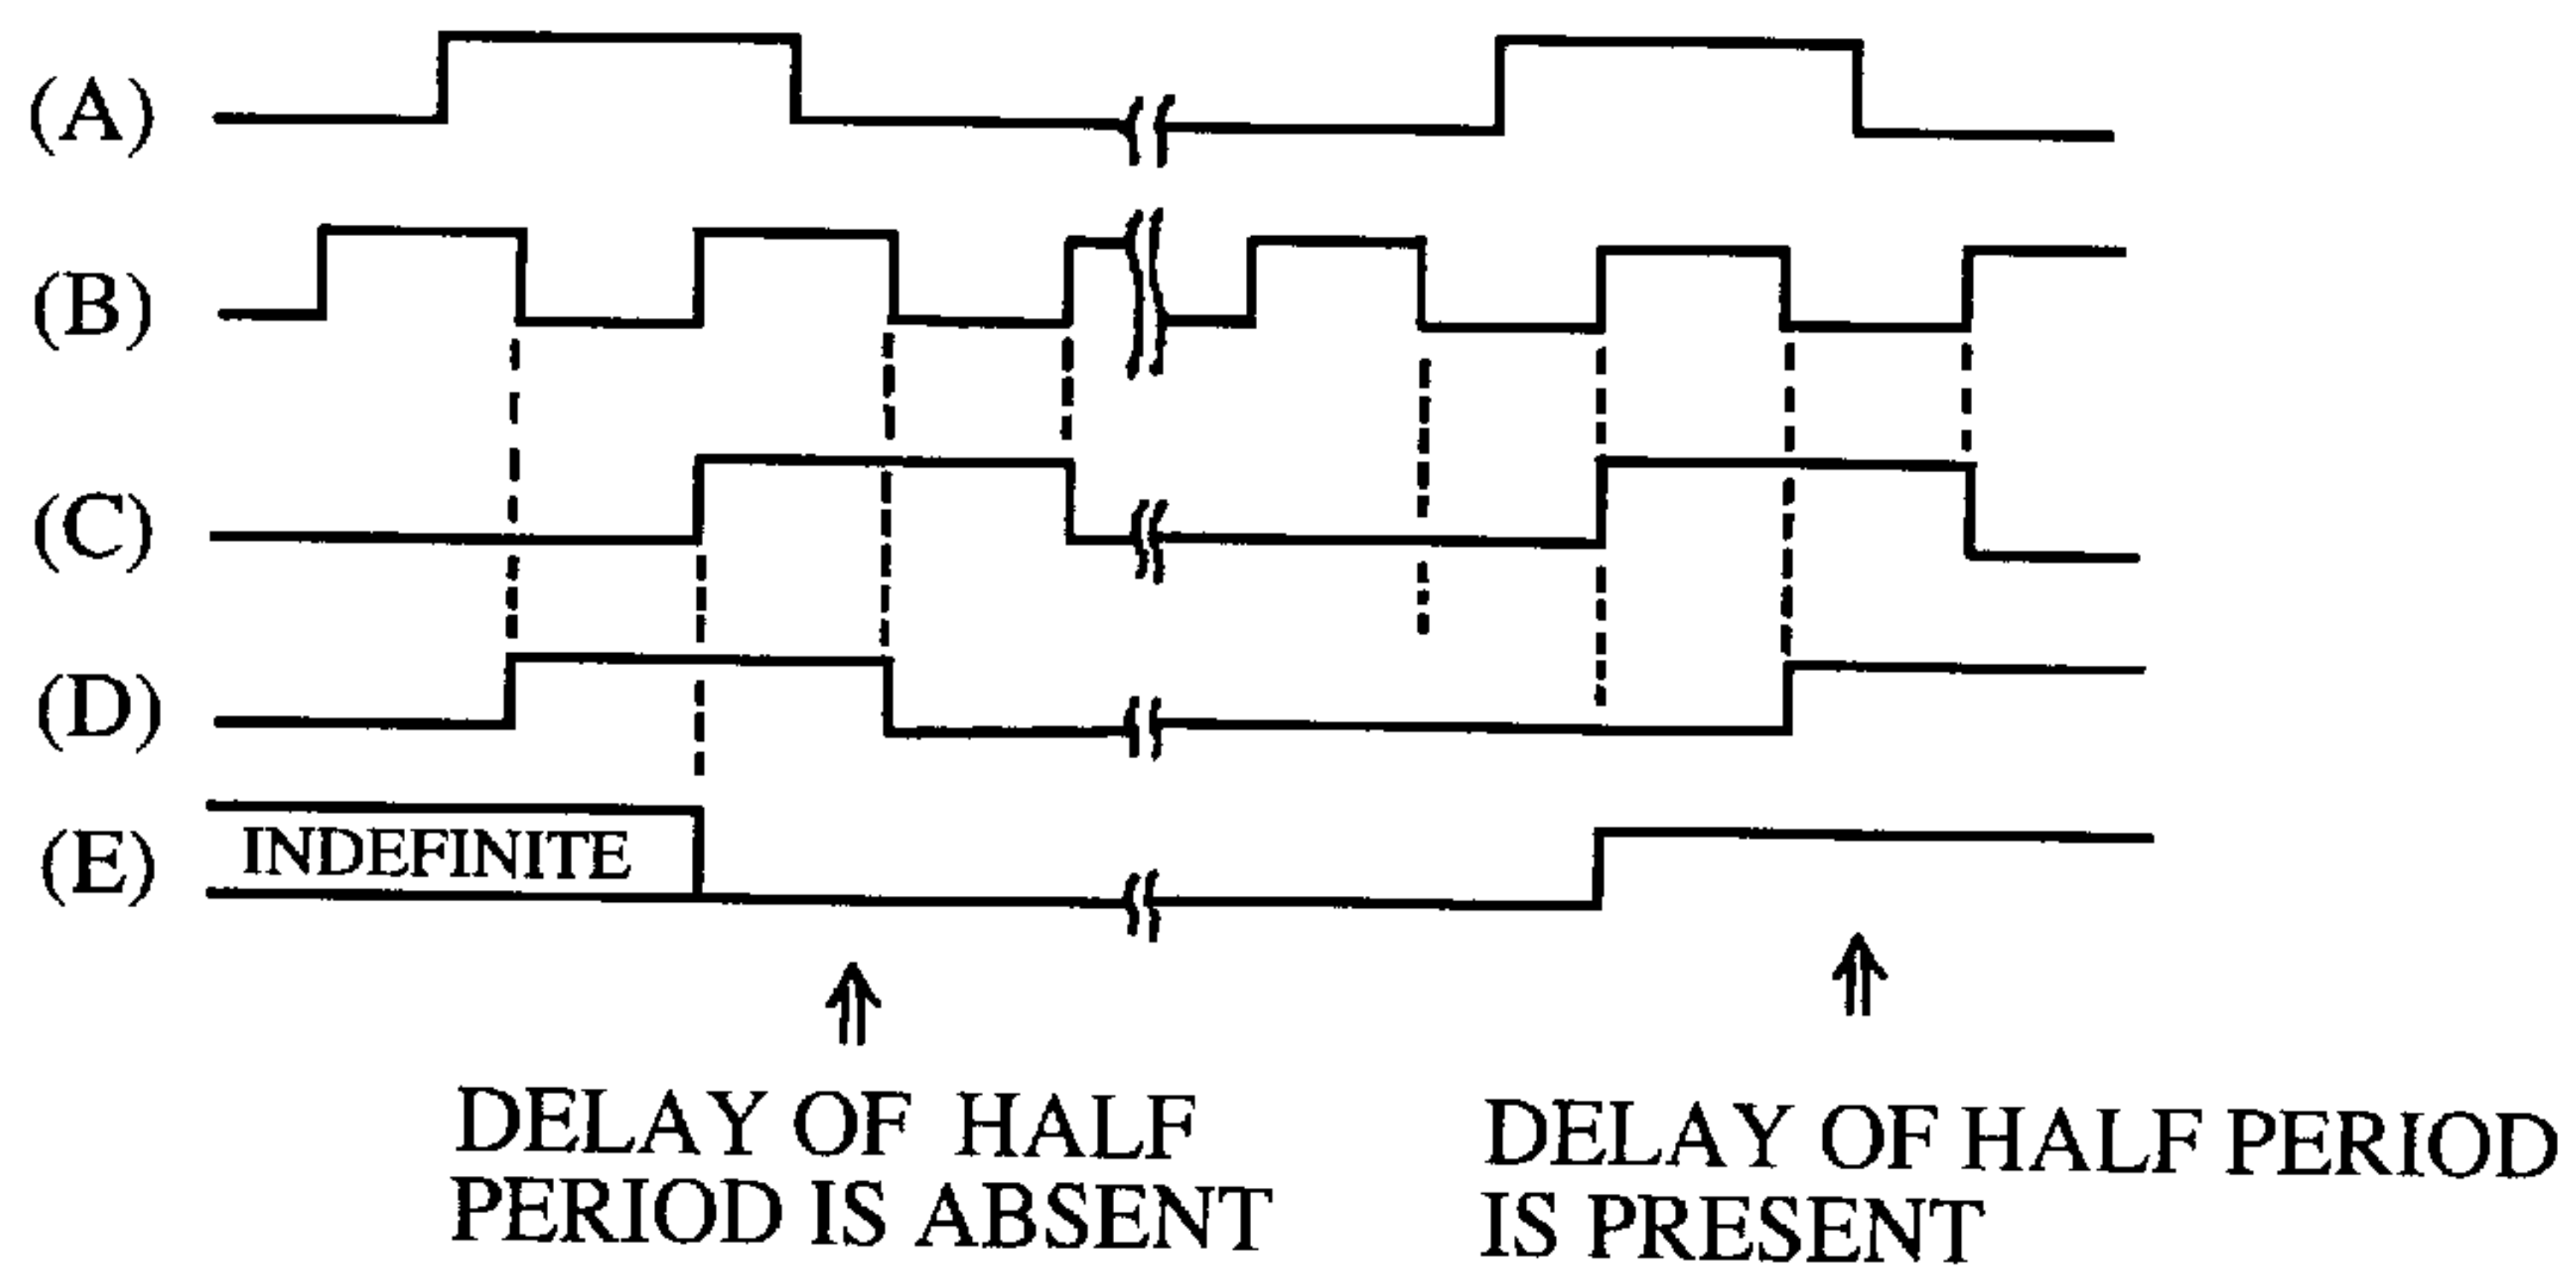 (A)
(B)
(C)
(D)
(E)
INDEFINITE
DELAY OF HALF
PERIOD IS ABSENT
DELAY OF HALF PERIOD
IS PRESENT